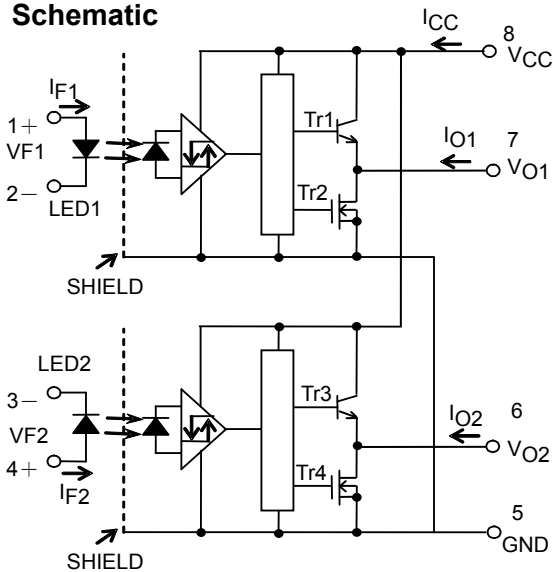 Schematic
ICC
8
VCC
IF1
1+
VF1
2−
LED1
Tr1
Tr2
IO1
7
VO1
SHIELD
LED2
3−
VF2
4+
IF2
Tr3
Tr4
IO2
6
VO2
5
GND
SHIELD